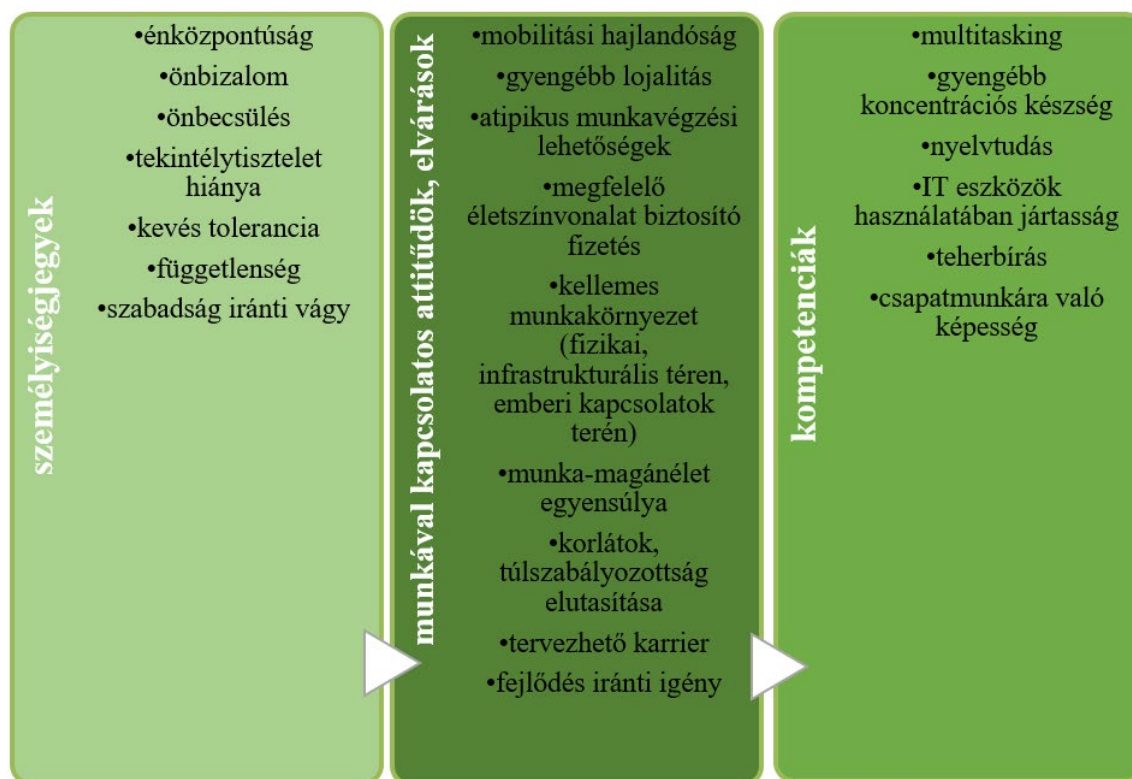 személyiségjegyek
•énközpontúság
•önbizalom
•önbecsülés
•tekintélytisztelet
hiánya
•kevés tolerancia
•függetlenség
•szabadság iránti vágy
munkával kapcsolatos attitűdök, elvárások
•mobilitási hajlandóság
•gyengébb lojalitás
•atipikus munkavégzési
lehetőségek
•megfelelő
életszínvonalat biztosító
fizetés
•kellemes
munkakörnyezet
(fizikai,
infrastrukturális téren,
emberi kapcsolatok
terén)
•munka-magánélet
egyensúlya
•korlátok,
túlszabályozottság
elutasítása
•tervezhető karrier
•fejlődés iránti igény
kompetenciák
•multitasking
•gyengébb
koncentrációs készség
•nyelvtudás
•IT eszközök
használatában jártasság
•teherbírás
•csapatmunkára való
képesség